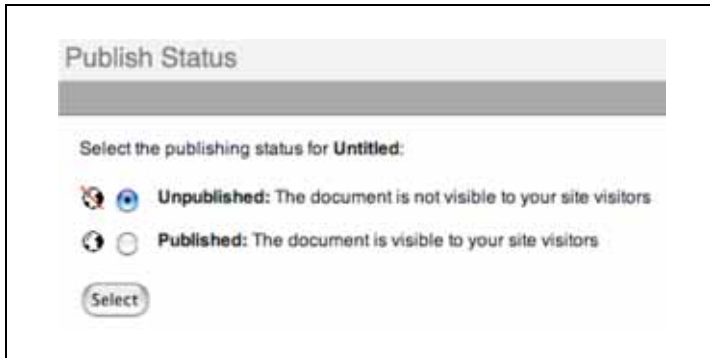 Publish Status
Select the publishing status for Untitled:
Unpublished: The document is not visible to your site visitors
Published: The document is visible to your site visitors
Select